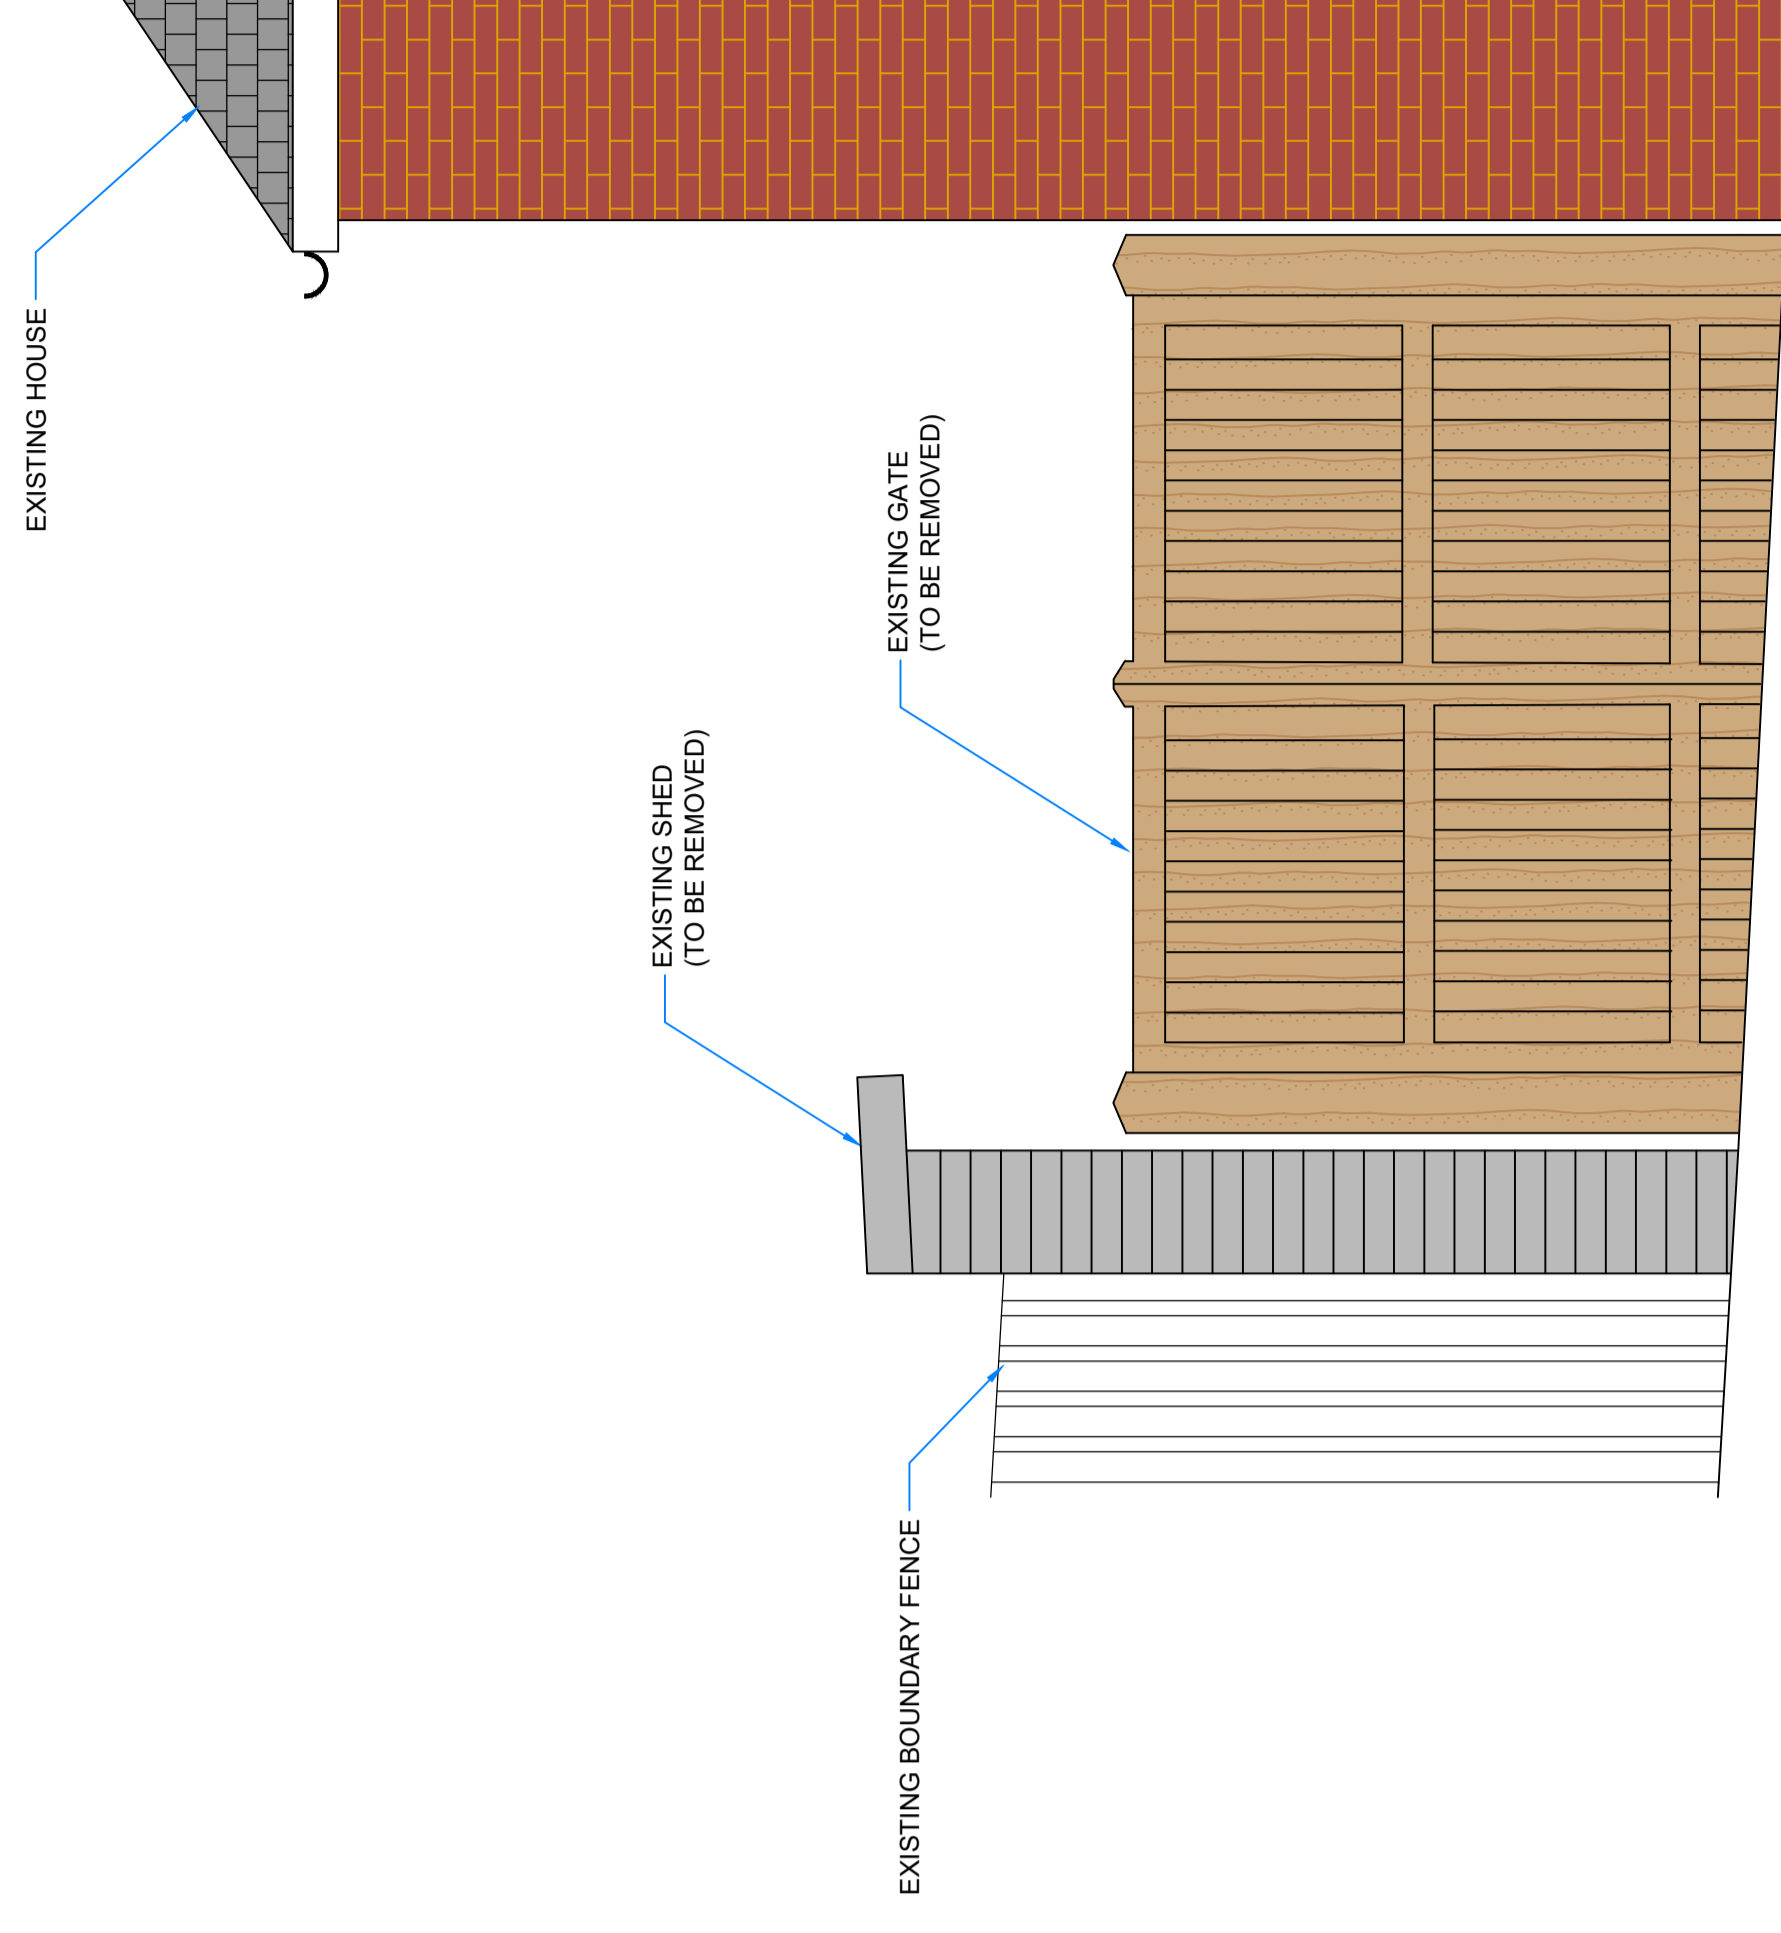 EXISTING BOUNDARY FENCE
EXISTING SHED
(TO BE REMOVED)
EXISTING GATE
(TO BE REMOVED)
EXISTING HOUSE